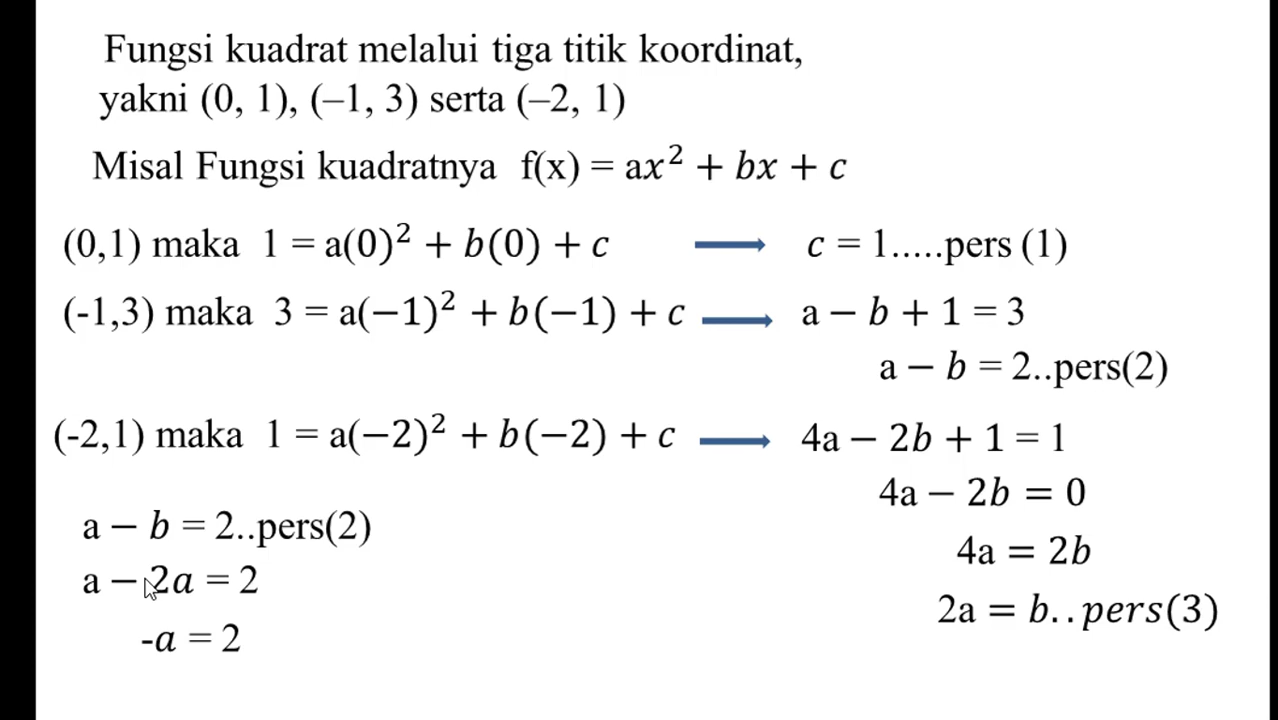 Fungsi kuadrat melalui tiga titik koordinat,
yakni (0, 1), (–1, 3) serta (–2, 1)
Misal Fungsi kuadratnya f(x) = ax² + bx + c
(0,1) maka 1 = a(0)² + b(0) + c c = 1.....pers (1)
(-1,3) maka 3 = a(−1)² + b(−1) + c a − b + 1 = 3
a − b = 2..pers(2)
(-2,1) maka 1 = a(−2)² + b(−2) + c 4a − 2b + 1 = 1
4a − 2b = 0
4a = 2b
2a = b..pers(3)
a − b = 2..pers(2)
a − 2a = 2
-a = 2